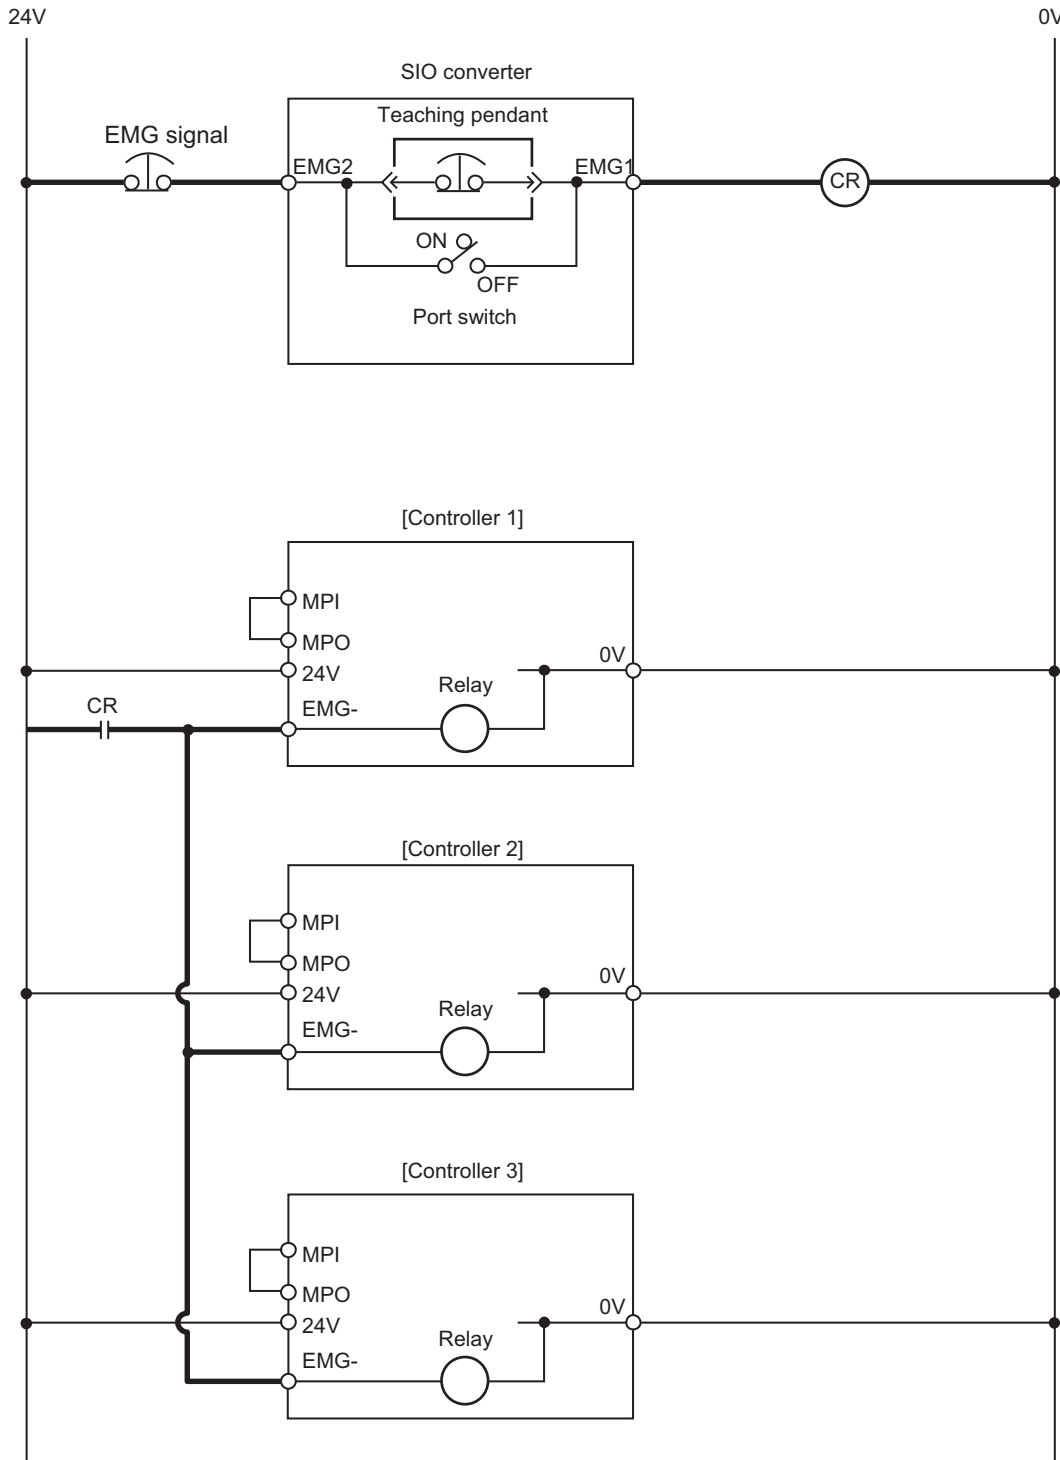 24V
0V
SIO converter
Teaching pendant
EMG signal
EMG2
EMG1
CR
ON
OFF
Port switch
[Controller 1]
MPI
MPO
24V
0V
Relay
EMG-
CR
[Controller 2]
MPI
MPO
24V
0V
Relay
EMG-
[Controller 3]
MPI
MPO
24V
0V
Relay
EMG-